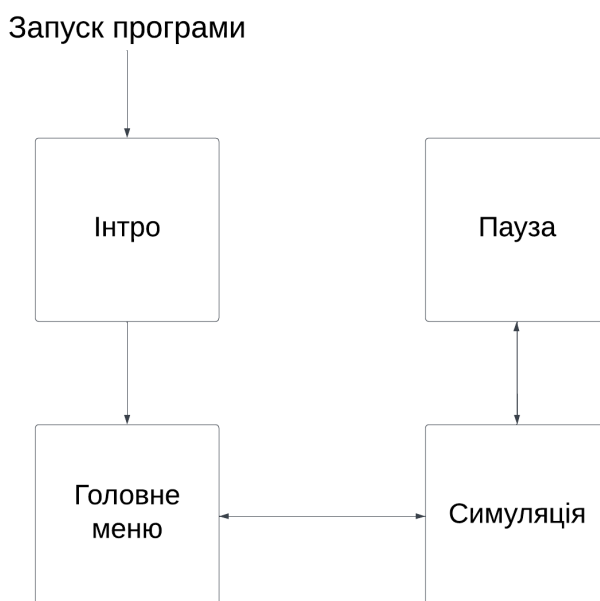 Запуск програми
Інтро
Пауза
Головне
меню
Симуляція